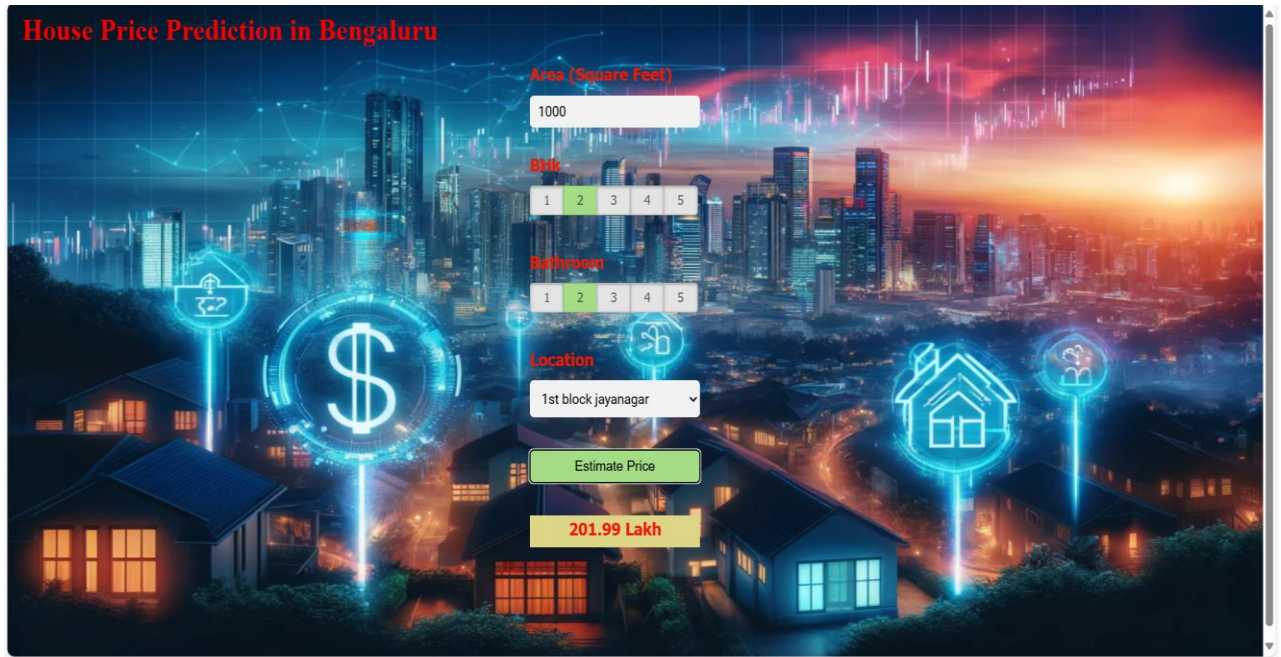 House Price Prediction in Bengaluru
Area (Square Feet)
1000
BHk
1 2 3 4 5
Bathroom
1 2 3 4 5
Location
1st block jayanagar
Estimate Price
201.99 Lakh
$